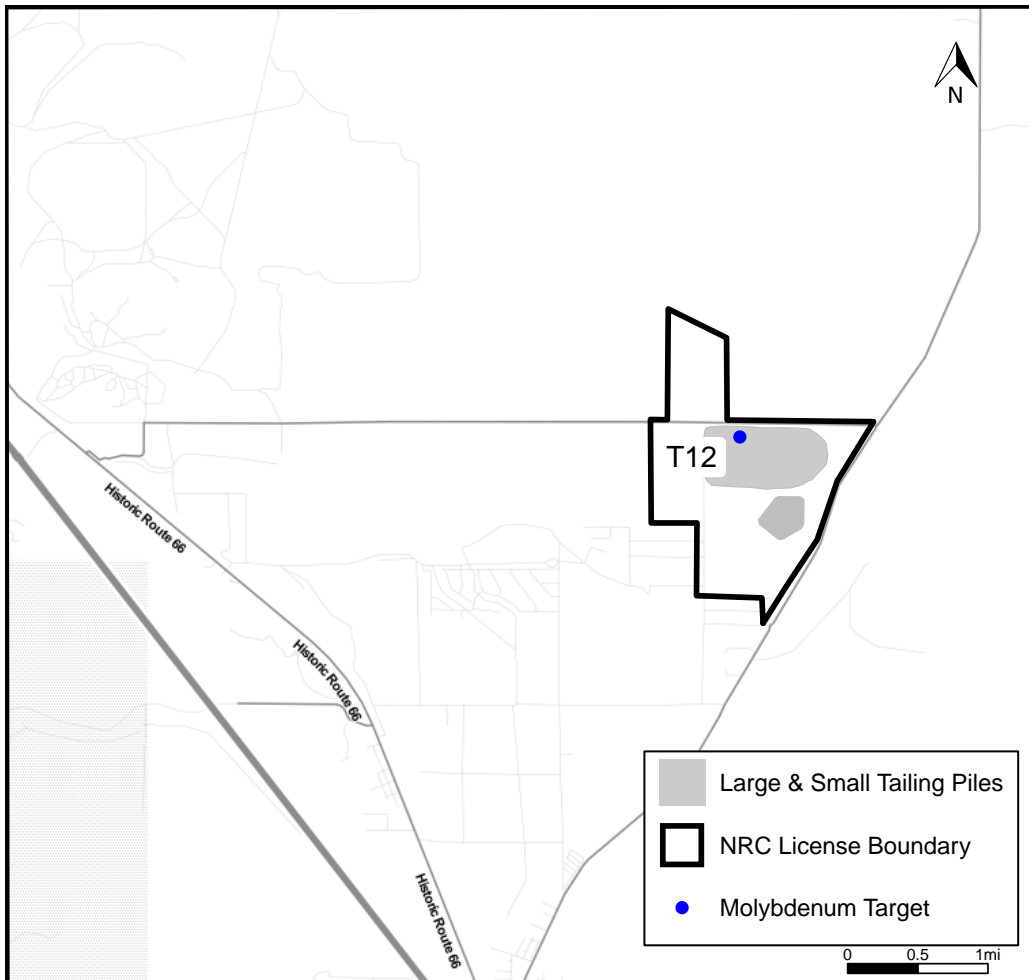 N
T12
Historic Route 66
Historic Route 66
Historic Route 66
Large & Small Tailing Piles
NRC License Boundary
Molybdenum Target
0 0.5 1mi